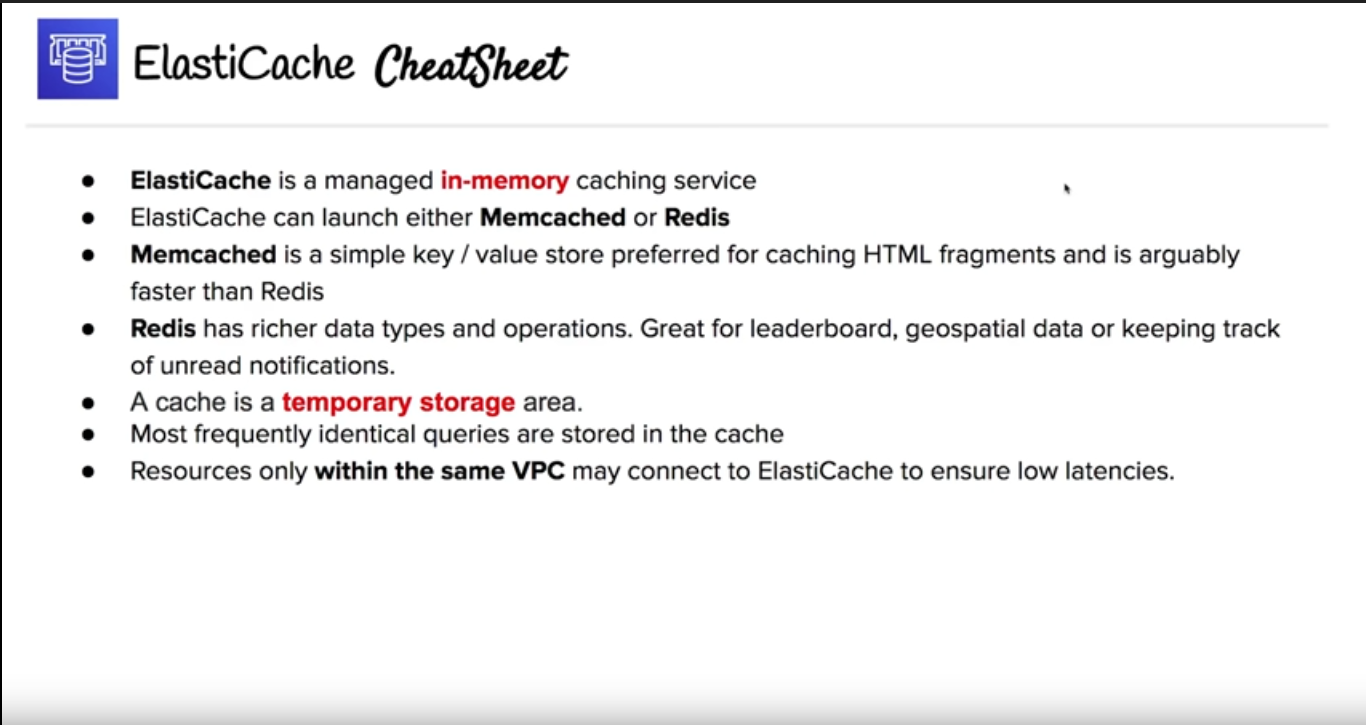 ElastiCache CheatSheet
● ElastiCache is a managed in-memory caching service
● ElastiCache can launch either Memcached or Redis
● Memcached is a simple key / value store preferred for caching HTML fragments and is arguably
faster than Redis
● Redis has richer data types and operations. Great for leaderboard, geospatial data or keeping track
of unread notifications.
● A cache is a temporary storage area.
● Most frequently identical queries are stored in the cache
● Resources only within the same VPC may connect to ElastiCache to ensure low latencies.